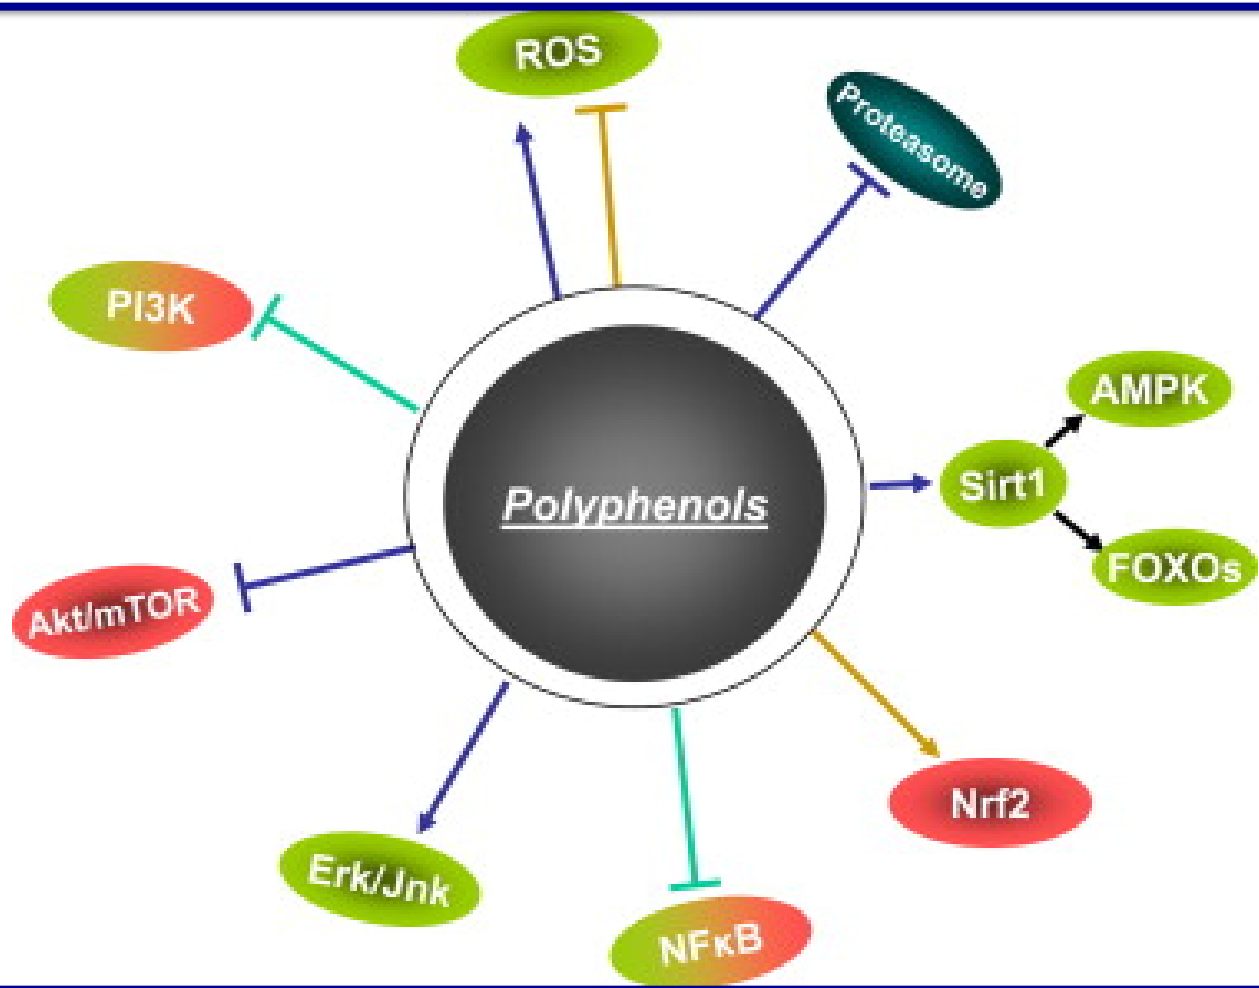 ROS
Proteasome
PI3K
AMPK
Sirt1
Polyphenols
FOXOs
Akt/mTOR
Nrf2
Erk/Jnk
NFκB